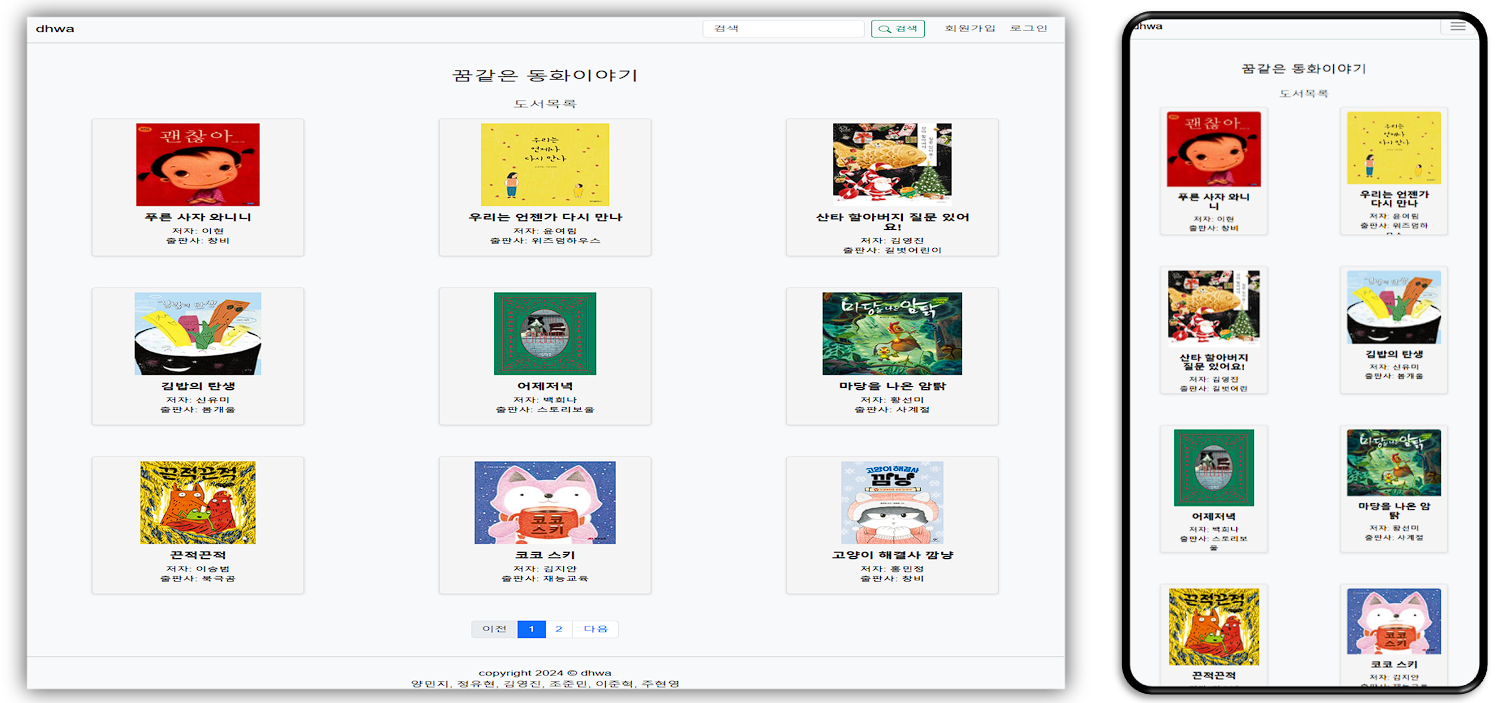 dhwa
검색
검색
회원가입
로그인
꿈같은 동화이야기
도서목록
괜찮아
푸른 사자 와니니
저자: 이현
출판사: 창비
우리는
언젠가
다시 만나
우리는 언젠가 다시 만나
저자: 윤여림
출판사: 위즈덤하우스
산타 할아버지 질문 있어
요!
저자: 김영진
출판사: 길벗어린이
김밥의 탄생
김밥의 탄생
저자: 신유미
출판사: 봄개울
어제저녁
저자: 백희나
출판사: 스토리보울
마당을 나온 암탉
마당을 나온 암탉
저자: 황선미
출판사: 사계절
끈적끈적
끈적끈적
저자: 이승범
출판사: 북극곰
코코
스키
코코 스키
저자: 김지안
출판사: 재능교육
고양이 해결사
깜냥
고양이 해결사 깜냥
저자: 홍민정
출판사: 창비
이전
1
2
다음
copyright 2024 © dhwa
양민지, 정유현, 김영진, 조준민, 이준혁, 주현영
dhwa
꿈같은 동화이야기
도서목록
괜찮아
푸른 사자 와니
니
저자: 이현
출판사: 창비
우리는
언젠가
다시 만나
우리는 언젠가
다시 만나
저자: 윤여림
출판사: 위즈덤하
산타 할아버지
질문 있어요!
저자: 김영진
출판사: 길벗어린
김밥의 탄생
김밥의 탄생
저자: 신유미
출판사: 봄개울
어제저녁
저자: 백희나
출판사: 스토리보
울
마당을 나온 암탉
마당을 나온 암
탉
저자: 황선미
출판사: 사계절
끈적끈적
끈적끈적
코코
스키
코코 스키
저자: 김지안